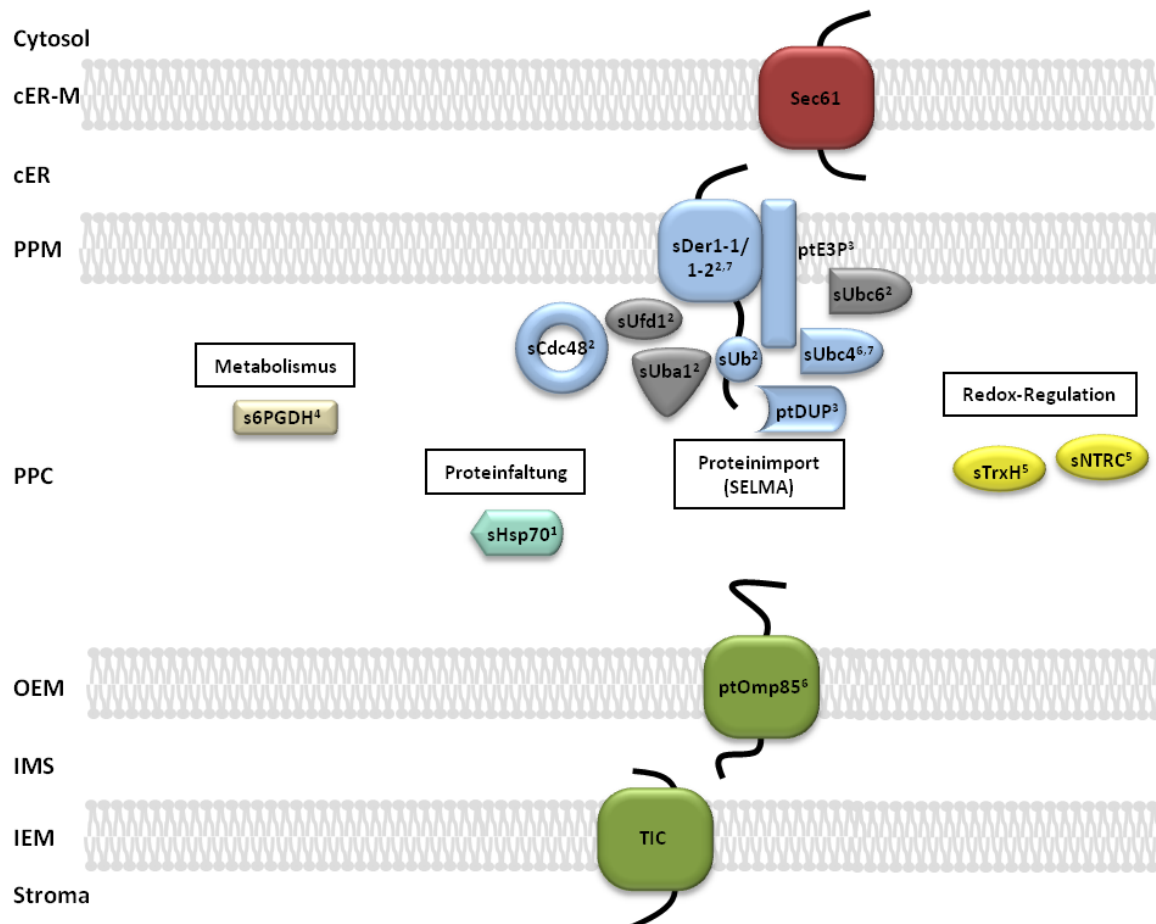 Cytosol
cER-M
Sec61
cER
PPM
sDer1-1/
1-2²,⁷
ptE3P³
sUbc6²
sUfd1²
sCdc48²
sUba1²
sUb²
sUbc4⁶,⁷
ptDUP³
Metabolismus
s6PGDH⁴
Redox-Regulation
sTrxH⁵
sNTRC⁵
PPC
Proteinfaltung
sHsp70¹
Proteinimport
(SELMA)
OEM
ptOmp85⁶
IMS
IEM
TIC
Stroma